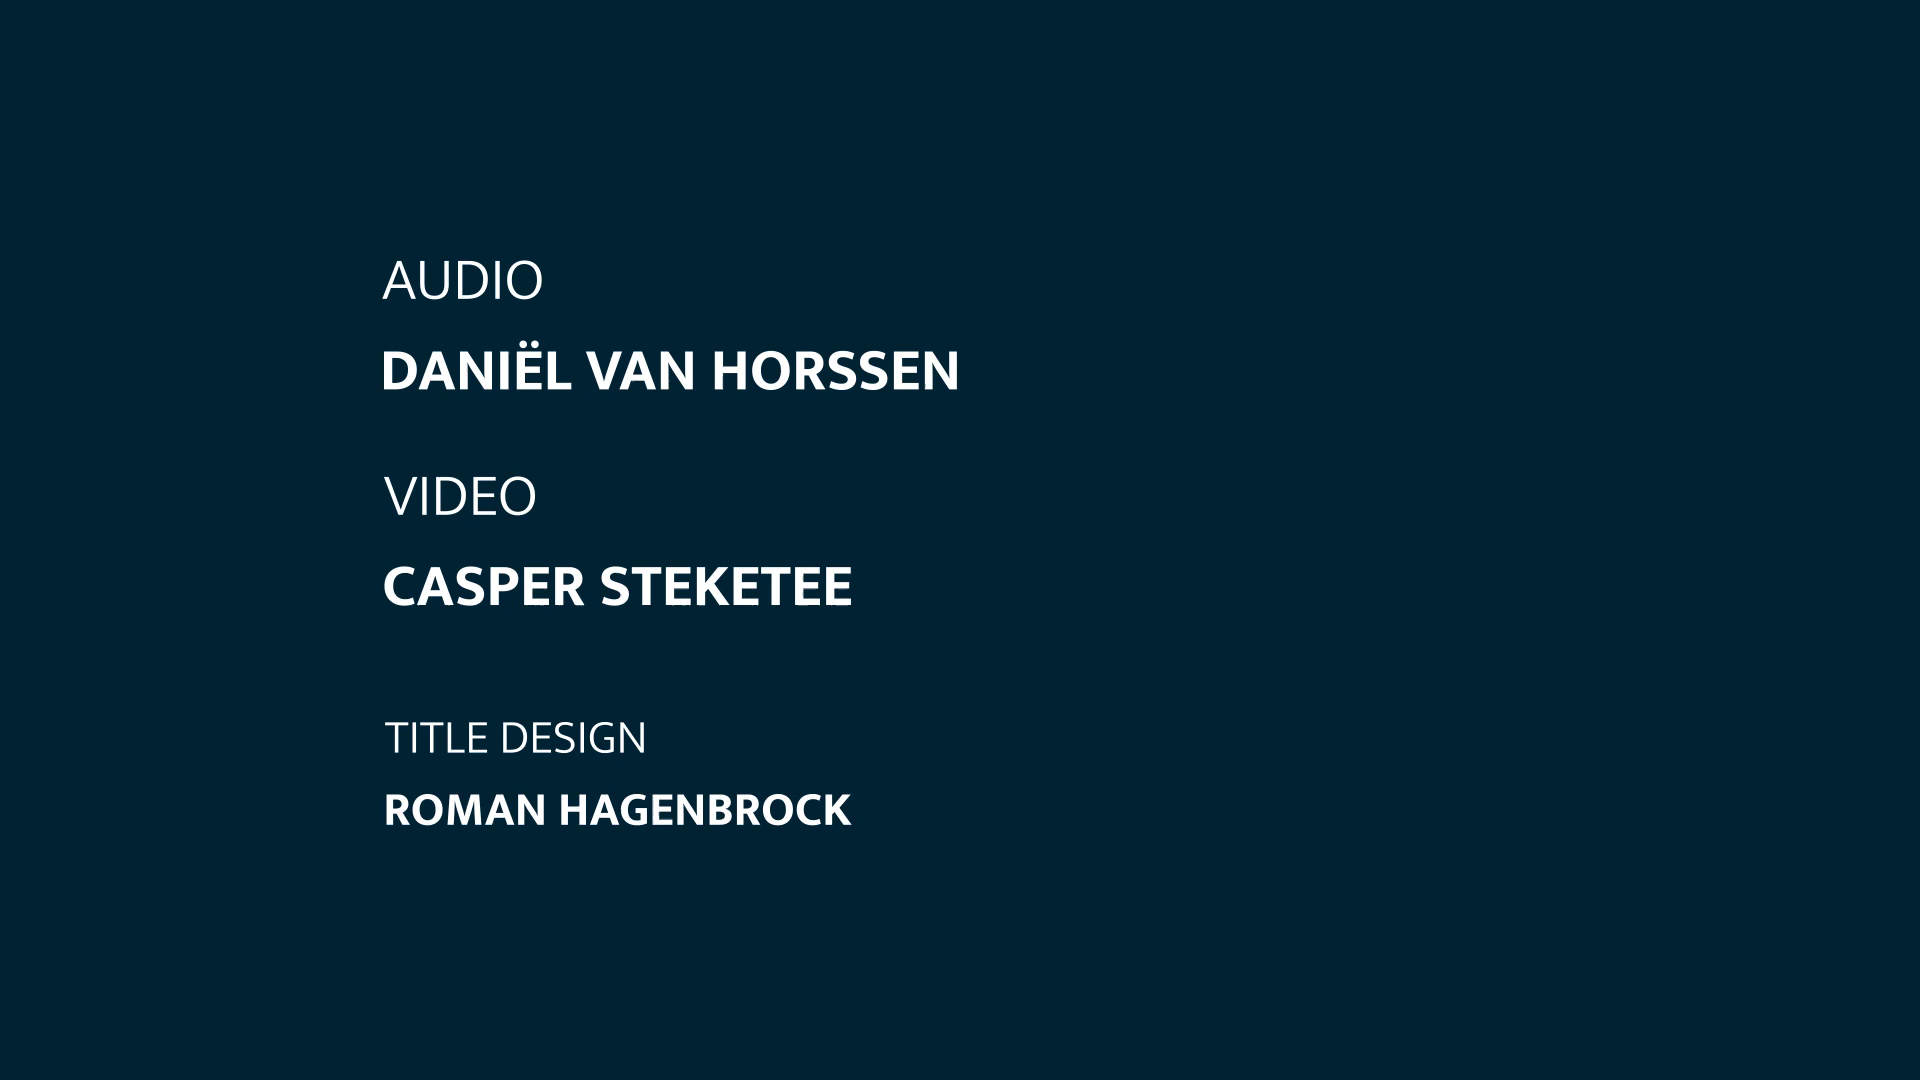 AUDIO
DANIËL VAN HORSSEN
VIDEO
CASPER STEKETEE
TITLE DESIGN
ROMAN HAGENBROCK